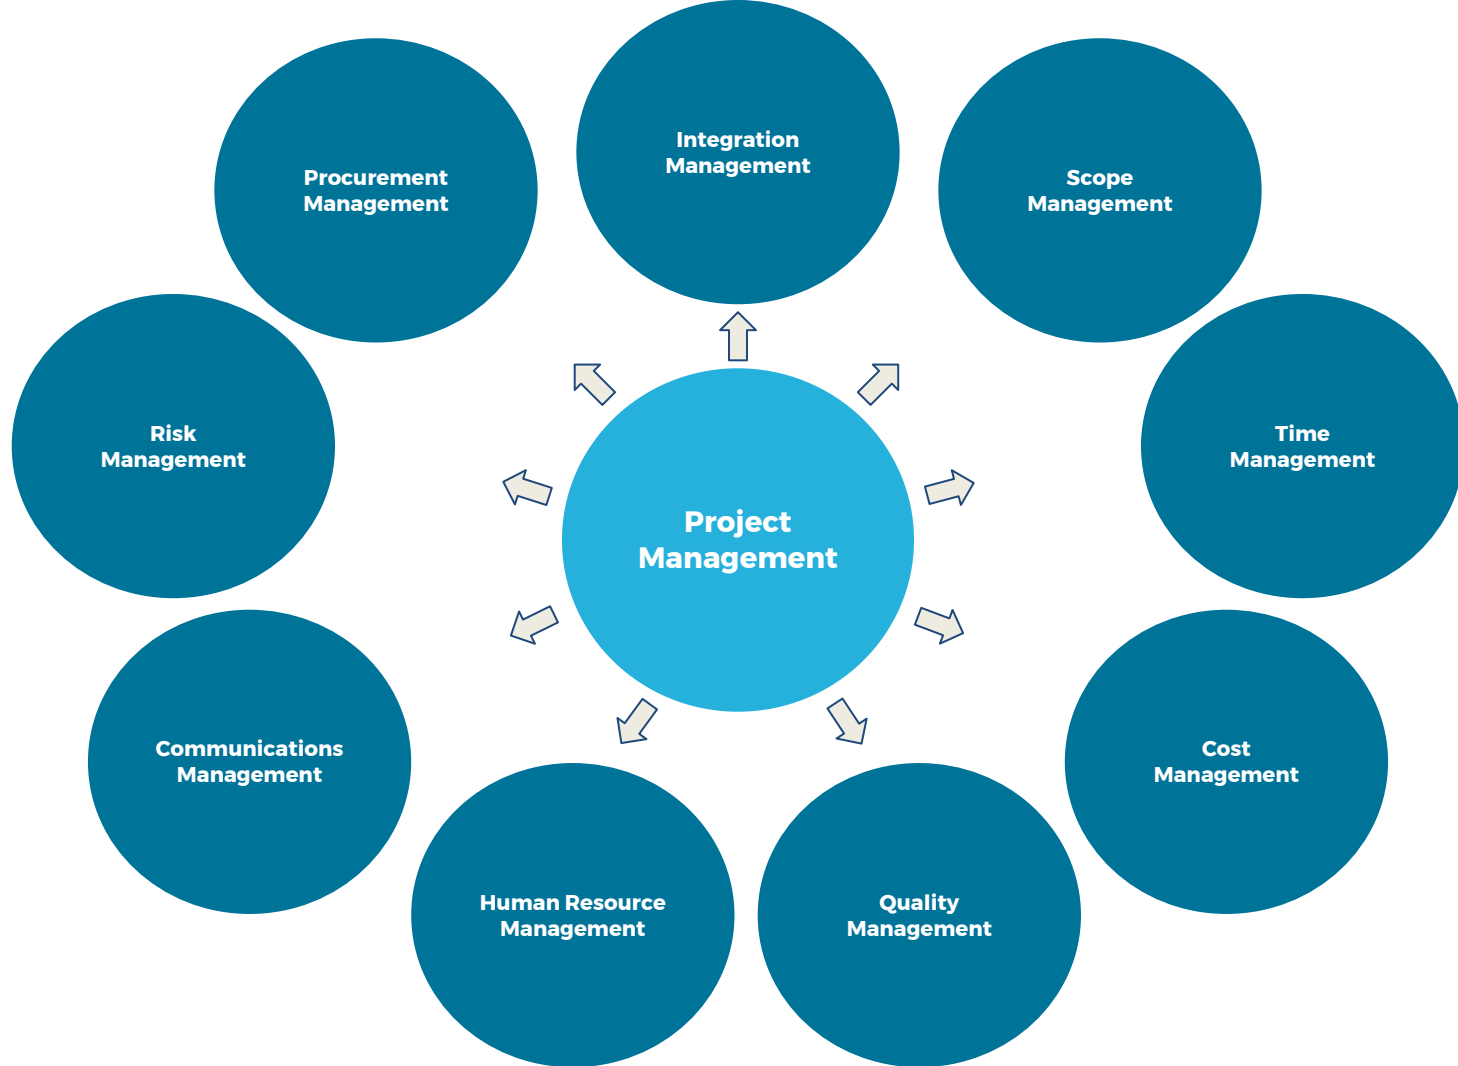 Integration
Management
Procurement
Management
Scope
Management
Risk
Management
Time
Management
Project
Management
Communications
Management
Cost
Management
Human Resource
Management
Quality
Management